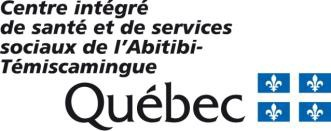 Centre intégré
de santé et de services
sociaux de l'Abitibi-
Témiscamingue
Québec